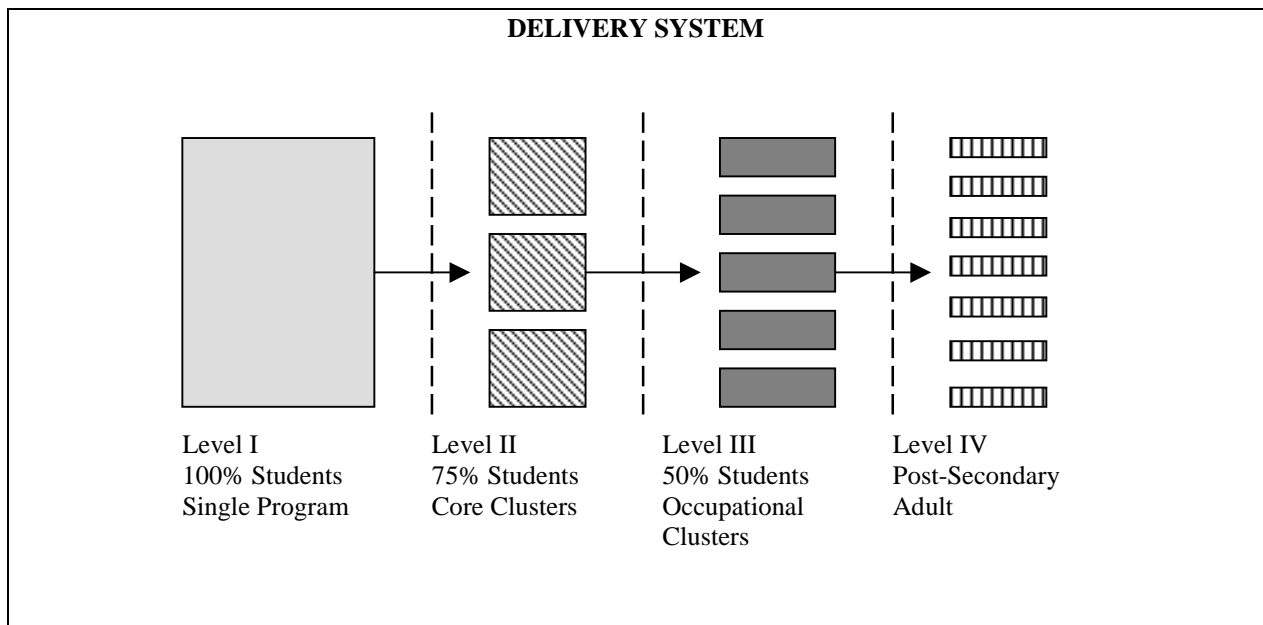 DELIVERY SYSTEM
Level I
100% Students
Single Program
Level II
75% Students
Core Clusters
Level III
50% Students
Occupational
Clusters
Level IV
Post-Secondary
Adult